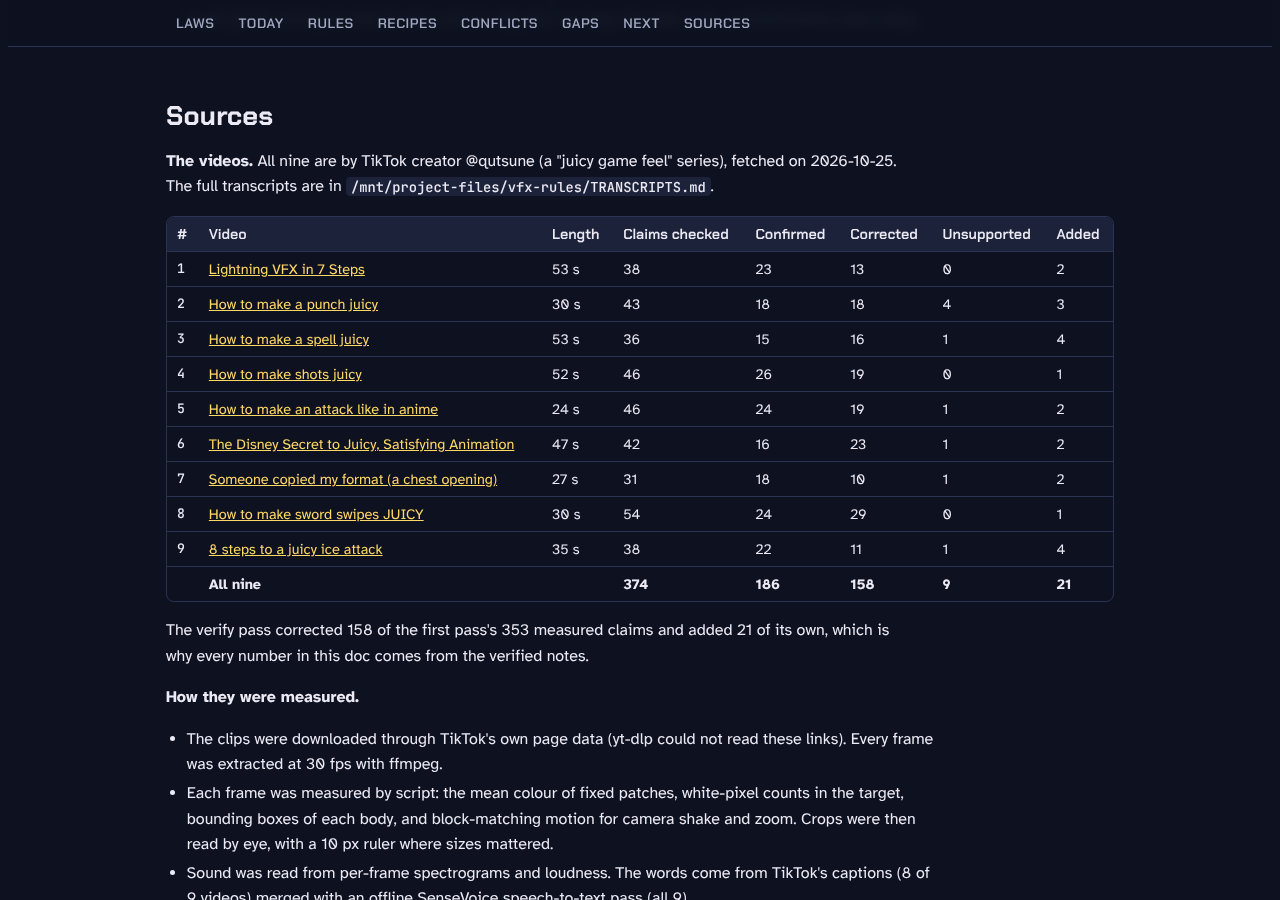 LAWS TODAY RULES RECIPES CONFLICTS GAPS NEXT SOURCES
Sources
The videos. All nine are by TikTok creator @qutsune (a "juicy game feel" series), fetched on 2026-10-25.
The full transcripts are in /mnt/project-files/vfx-rules/TRANSCRIPTS.md.
# Video Length Claims checked Confirmed Corrected Unsupported Added
1 Lightning VFX in 7 Steps 53 s 38 23 13 0 2
2 How to make a punch juicy 30 s 43 18 18 4 3
3 How to make a spell juicy 53 s 36 15 16 1 4
4 How to make shots juicy 52 s 46 26 19 0 1
5 How to make an attack like in anime 24 s 46 24 19 1 2
6 The Disney Secret to Juicy, Satisfying Animation 47 s 42 16 23 1 2
7 Someone copied my format (a chest opening) 27 s 31 18 10 1 2
8 How to make sword swipes JUICY 30 s 54 24 29 0 1
9 8 steps to a juicy ice attack 35 s 38 22 11 1 4
All nine 374 186 158 9 21
The verify pass corrected 158 of the first pass's 353 measured claims and added 21 of its own, which is
why every number in this doc comes from the verified notes.
How they were measured.
• The clips were downloaded through TikTok's own page data (yt-dlp could not read these links). Every frame
was extracted at 30 fps with ffmpeg.
• Each frame was measured by script: the mean colour of fixed patches, white-pixel counts in the target,
bounding boxes of each body, and block-matching motion for camera shake and zoom. Crops were then
read by eye, with a 10 px ruler where sizes mattered.
• Sound was read from per-frame spectrograms and loudness. The words come from TikTok's captions (8 of
9 videos) merged with an offline SenseVoice speech-to-text pass (all 9).